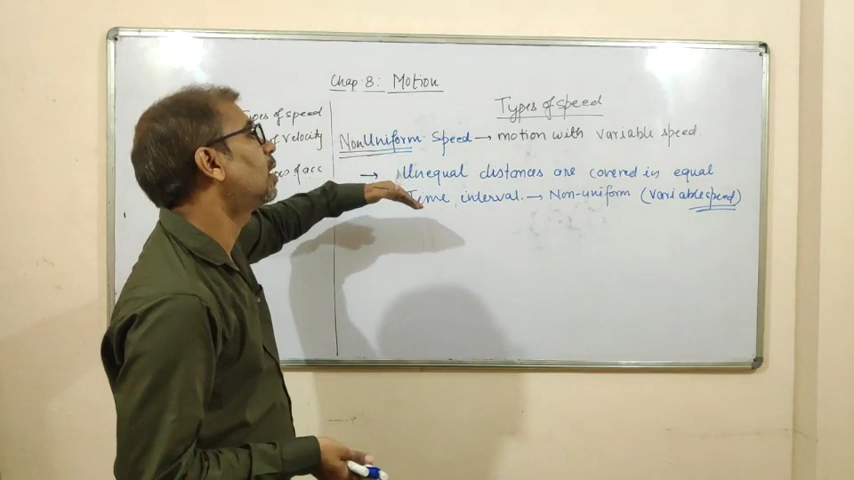 Chap 8: Motion
Types of speed
of velocity
of acc
Types of speed
NonUniform Speed → motion with variable speed.
→ Unequal distances are covered in equal
Time interval. → Non-uniform (variable speed)